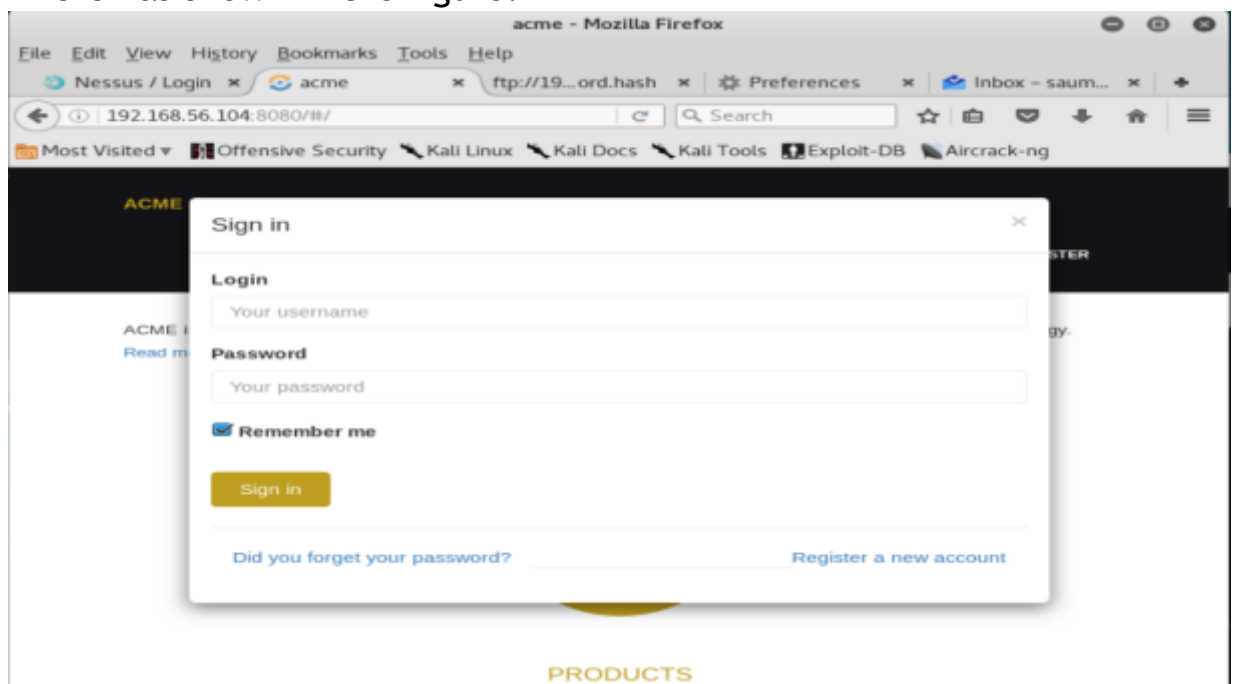 acme - Mozilla Firefox
File Edit View History Bookmarks Tools Help
Nessus / Login acme ftp://19...ord.hash Preferences Inbox – saum...
192.168.56.104:8080/#/ Search
Most Visited Offensive Security Kali Linux Kali Docs Kali Tools Exploit-DB Aircrack-ng
ACME
STER
Sign in
Login
Your username
ACME i
gy.
Read m
Password
Your password
Remember me
Sign in
Did you forget your password? Register a new account
PRODUCTS